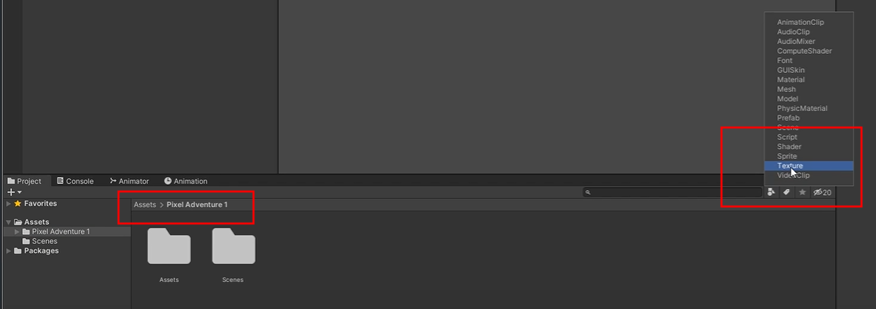 AnimationClip
AudioClip
AudioMixer
ComputeShader
Font
GUISkin
Material
Mesh
Model
PhysicMaterial
Prefab
Scene
Script
Shader
Sprite
Texture
VideoClip
Project Console Animator Animation
20
Favorites
Assets > Pixel Adventure 1
Assets
Pixel Adventure 1
Scenes
Packages
Assets Scenes